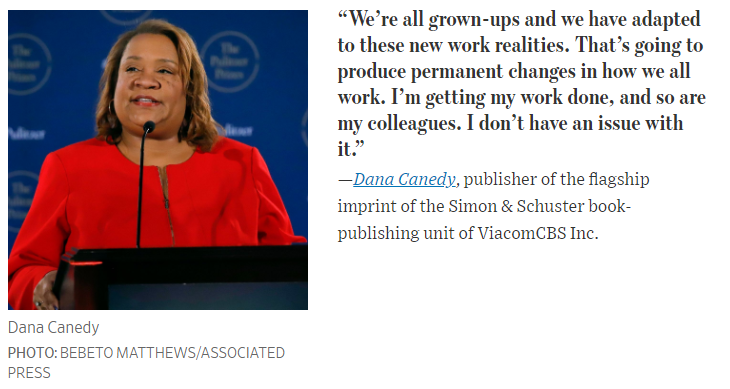 The
Pulitzer
Prizes
“We’re all grown-ups and we have adapted
to these new work realities. That’s going to
produce permanent changes in how we all
work. I’m getting my work done, and so are
my colleagues. I don’t have an issue with
it.”
—Dana Canedy, publisher of the flagship
imprint of the Simon & Schuster book-
publishing unit of ViacomCBS Inc.
Dana Canedy
PHOTO: BEBETO MATTHEWS/ASSOCIATED
PRESS